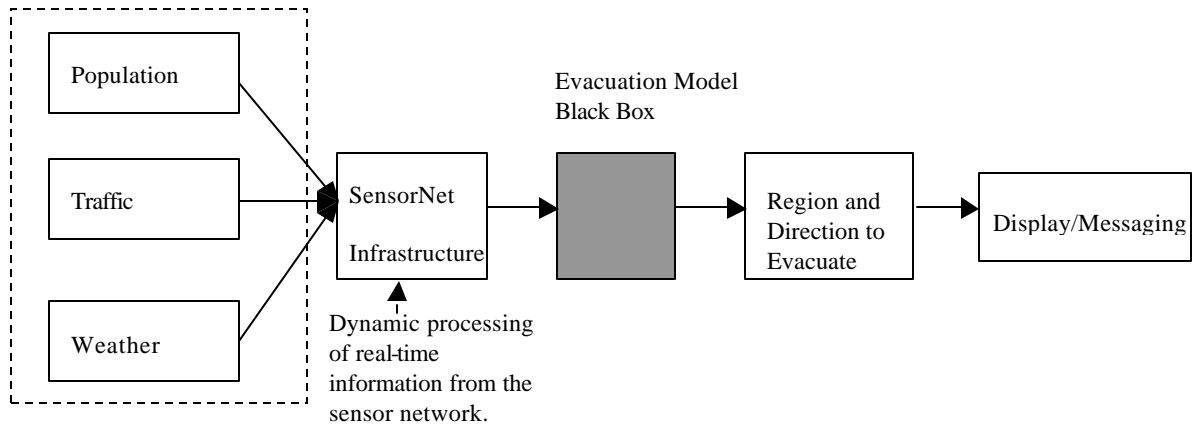 Population
Traffic
Weather
SensorNet
Infrastructure
Dynamic processing
of real-time
information from the
sensor network.
Evacuation Model
Black Box
Region and
Direction to
Evacuate
Display/Messaging